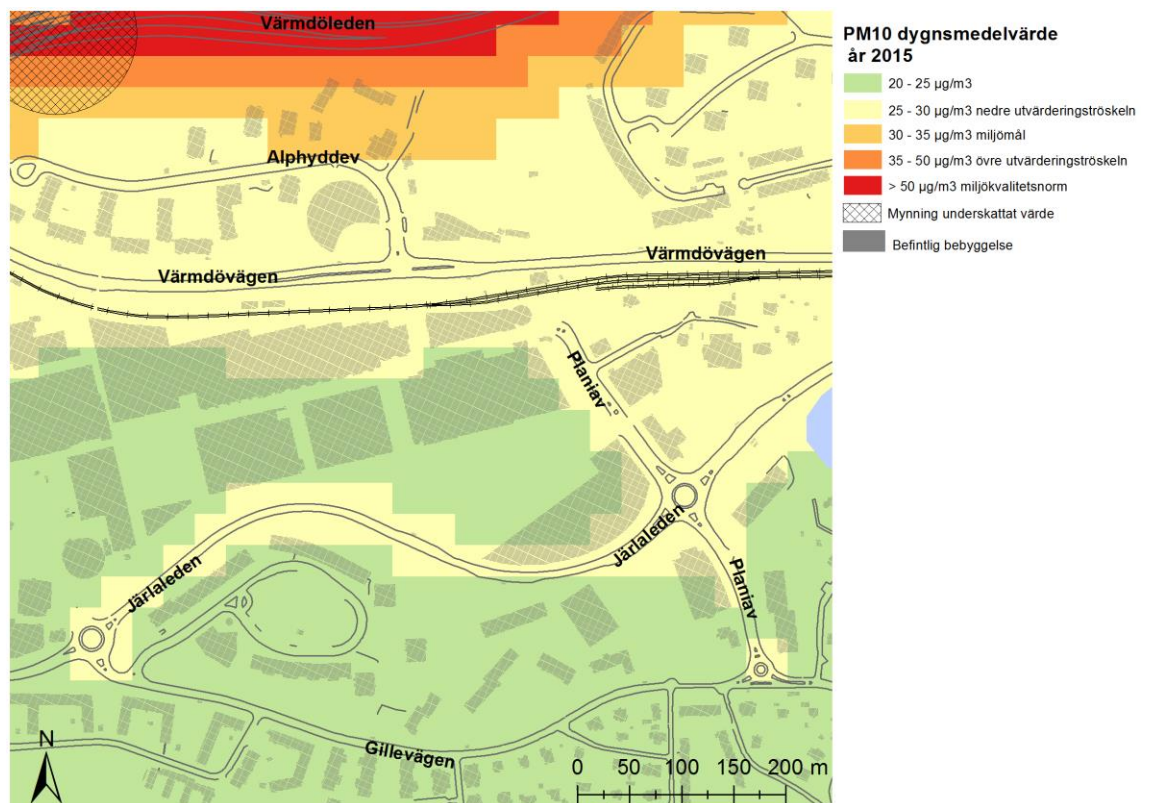 Värmdöleden
Alphyddev
Värmdövägen
Värmdövägen
Planiav
Järlaleden
Järlaleden
Planiav
Gillevägen
N
0 50 100 150 200 m
PM10 dygnsmedelvärde
år 2015
20 - 25 µg/m3
25 - 30 µg/m3 nedre utvärderingströskeln
30 - 35 µg/m3 miljömål
35 - 50 µg/m3 övre utvärderingströskeln
> 50 µg/m3 miljökvalitetsnorm
Mynning underskattat värde
Befintlig bebyggelse